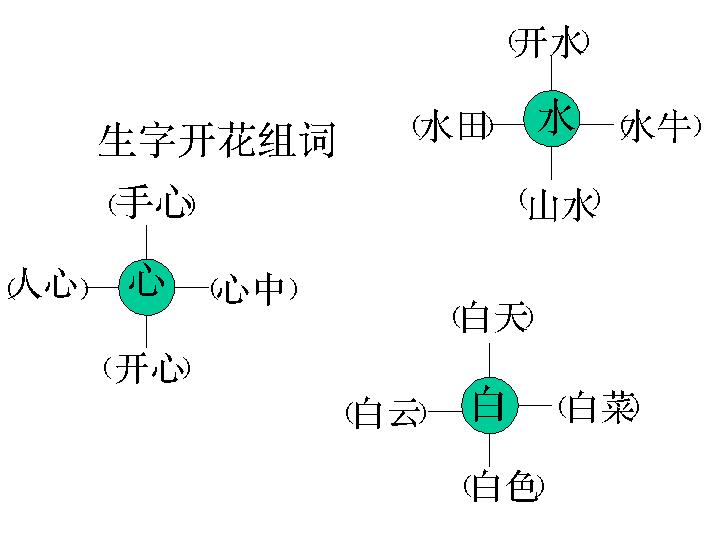 生字开花组词
(手心)
(人心)
心
(心中)
(开心)
(开水)
(水田)
水
(水牛)
(山水)
(白天)
(白云)
白
(白菜)
(白色)